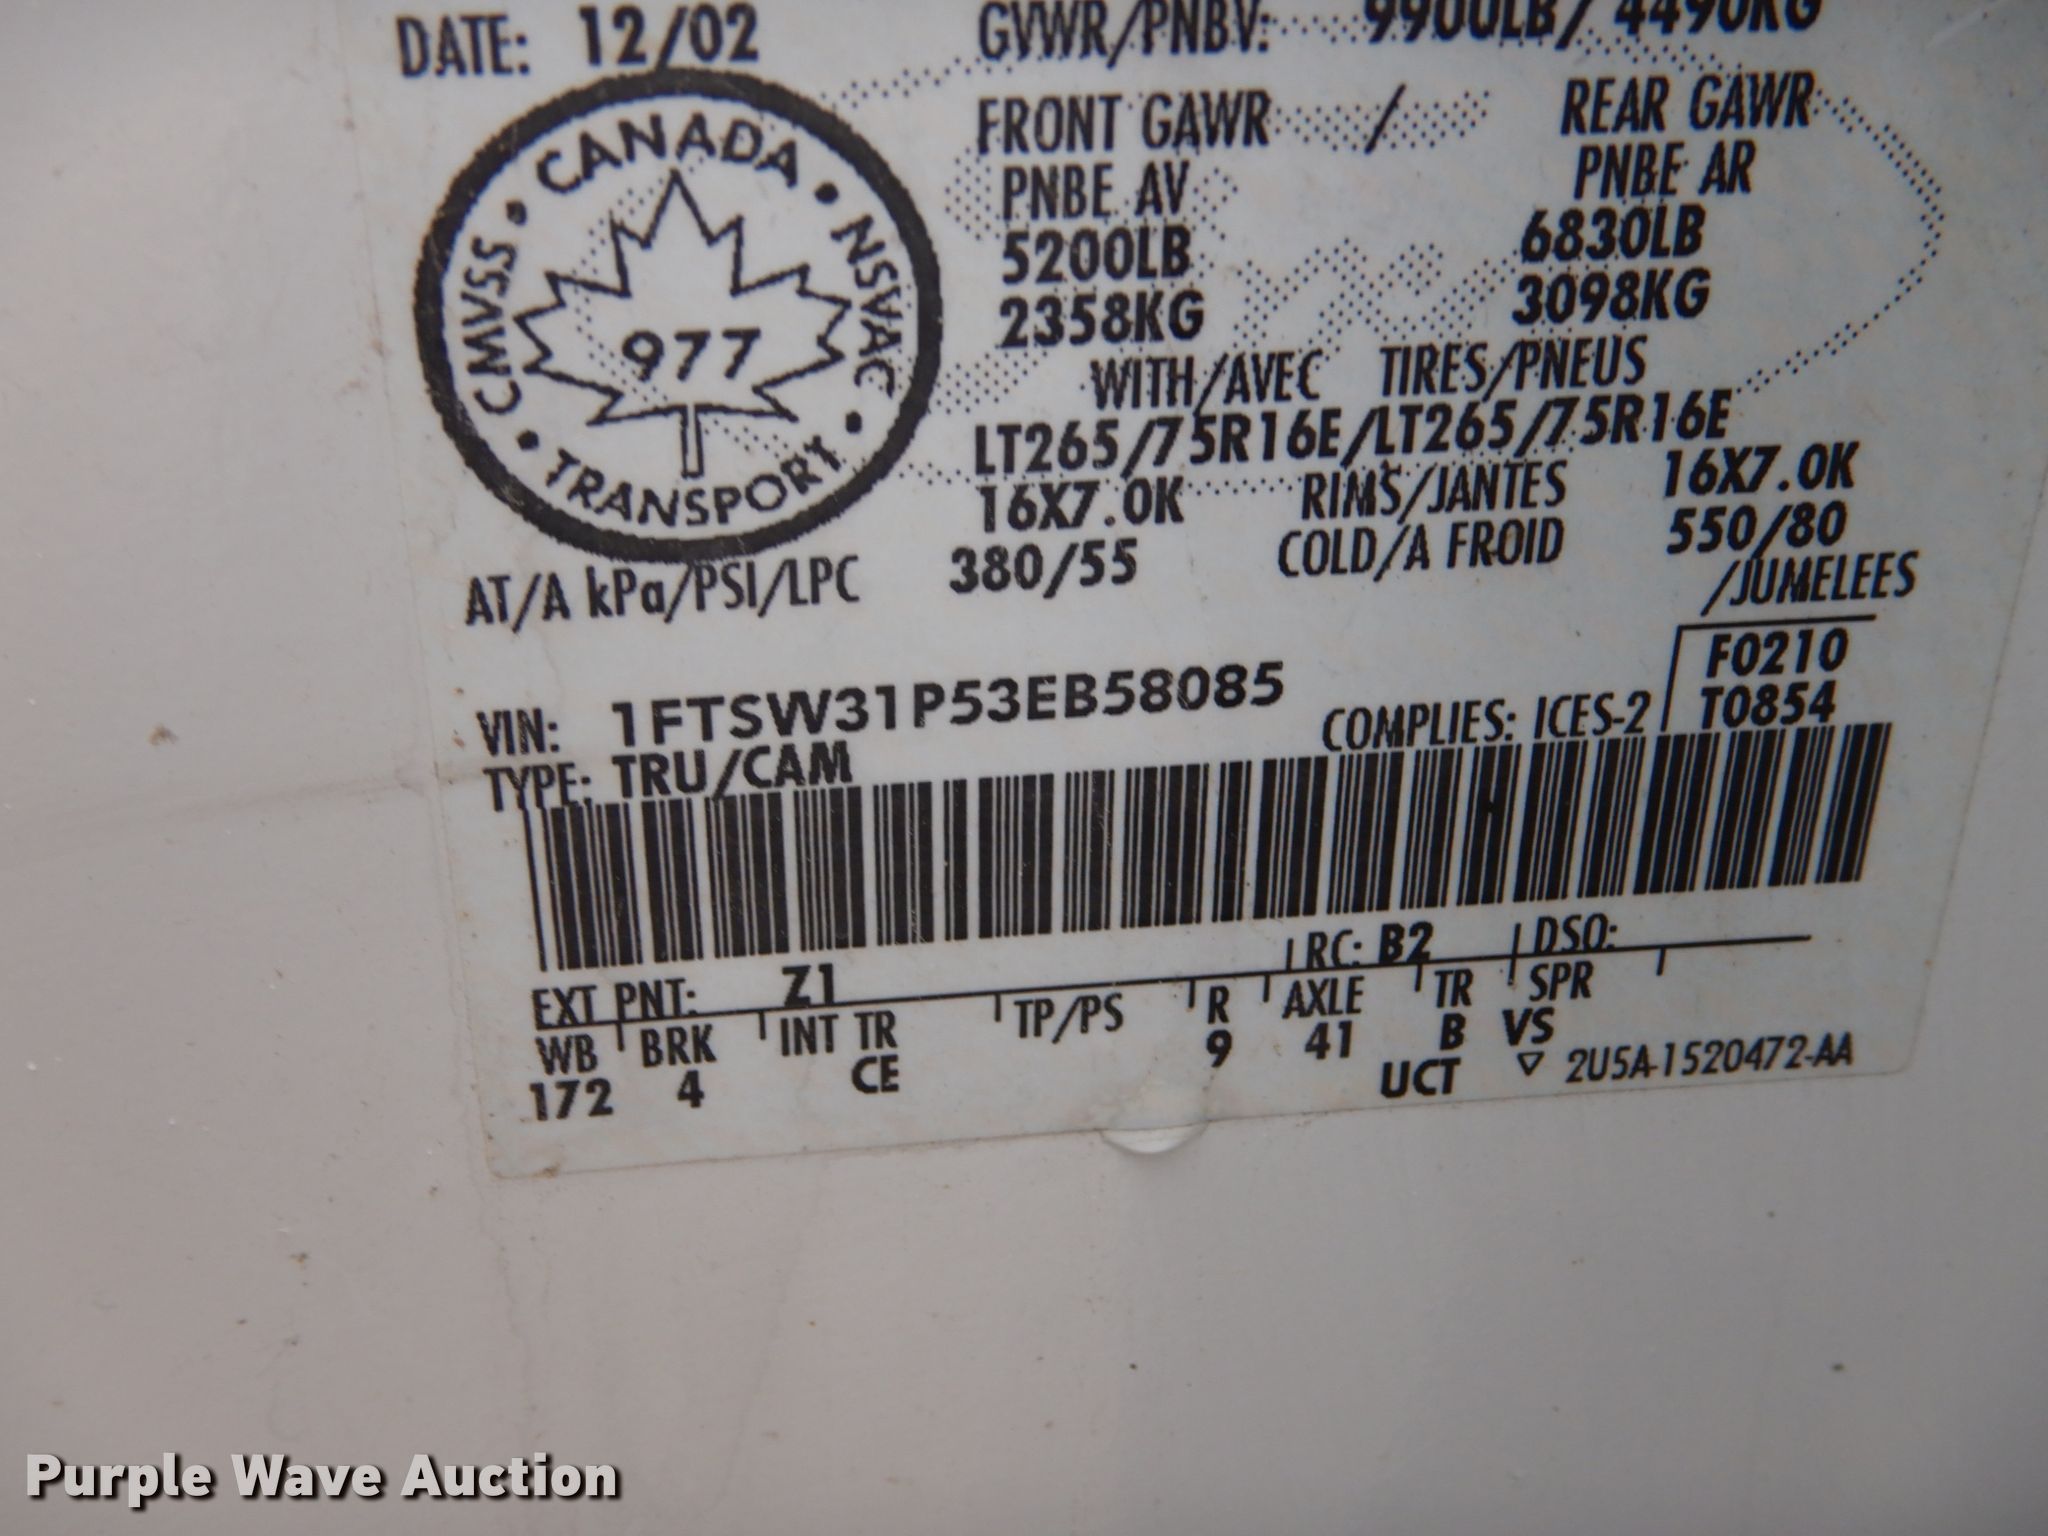 DATE: 12/02
GVWR/PNBV: 9900LB/ 4490KG
CANADA • NSVAC • TRANSPORT • CMVSS •
977
FRONT GAWR / REAR GAWR
PNBE AV PNBE AR
5200LB 6830LB
2358KG 3098KG
WITH/AVEC TIRES/PNEUS
LT265/75R16E/LT265/75R16E
16X7.0K RIMS/JANTES 16X7.0K
AT/A kPa/PSI/LPC 380/55 COLD/A FROID 550/80
/JUMELEES
VIN: 1FTSW31P53EB58085
F0210
TYPE: TRU/CAM COMPLIES: ICES-2 T0854
EXT PNT: Z1 RC: B2 DSO:
WB BRK INT TR TP/PS R AXLE TR SPR
172 4 CE 9 41 B VS
UCT ▽ 2U5A-1520472-AA
Purple Wave Auction